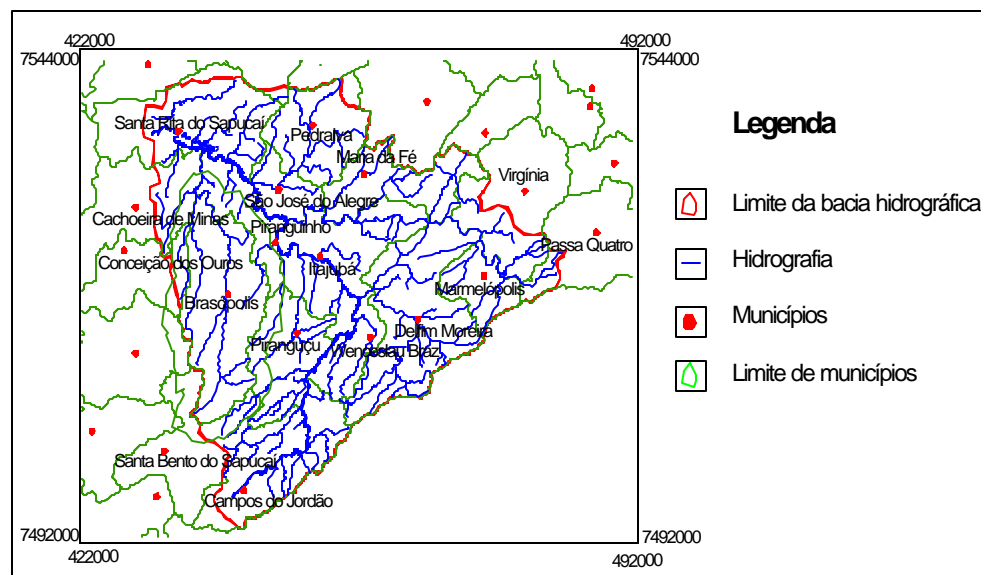 422000
492000
7544000
7544000
Legenda
Santa Rita do Sapucaí
Pedralva
Maria da Fé
Virgínia
São José do Alegre
Limite da bacia hidrográfica
Cachoeira de Minas
Piranguinho
Passa Quatro
Conceição dos Ouros
Itajubá
Hidrografia
Marmelópolis
Brasópolis
Municípios
Delfim Moreira
Piranguçu
Wenceslau Braz
Limite de municípios
Santa Bento do Sapucaí
Campos do Jordão
7492000
7492000
422000
492000